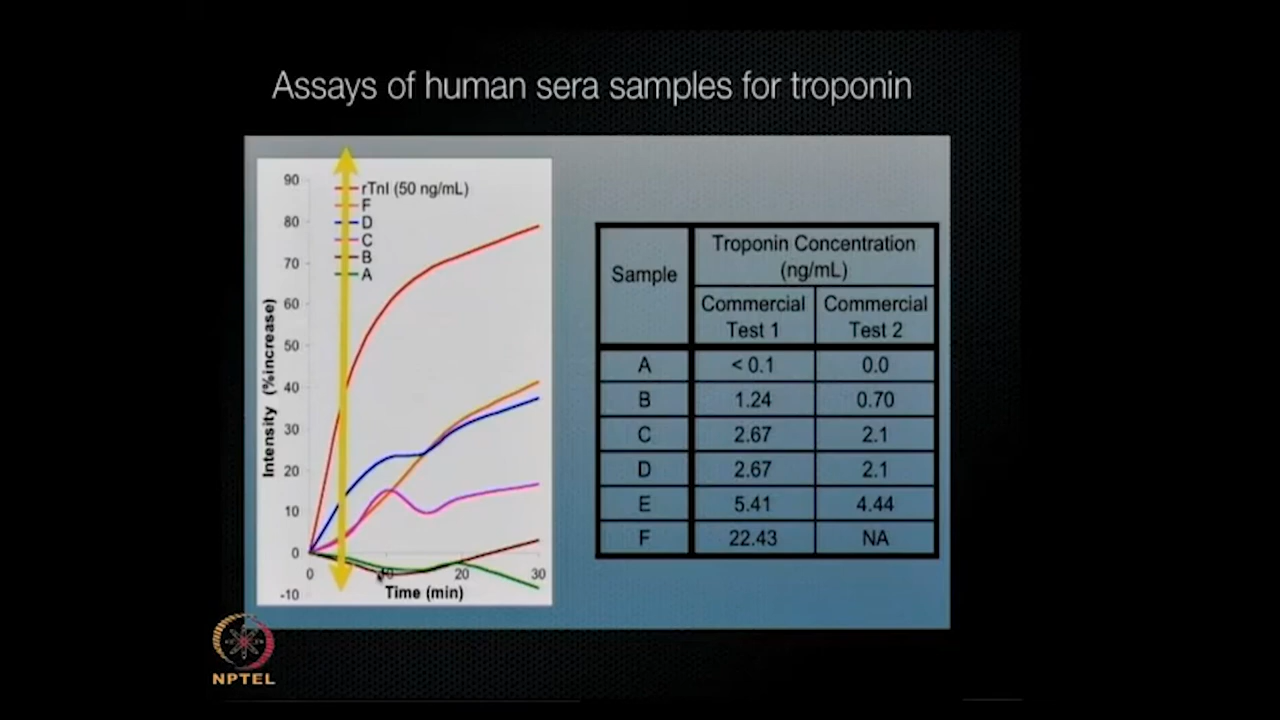 Assays of human sera samples for troponin
90
80
70
60
50
40
30
20
10
0
-10
Intensity (%increase)
rTnI (50 ng/mL)
F
D
C
B
A
0 10 20 30
Time (min)
Sample
Troponin Concentration
(ng/mL)
Commercial
Test 1
Commercial
Test 2
A < 0.1 0.0
B 1.24 0.70
C 2.67 2.1
D 2.67 2.1
E 5.41 4.44
F 22.43 NA
NPTEL